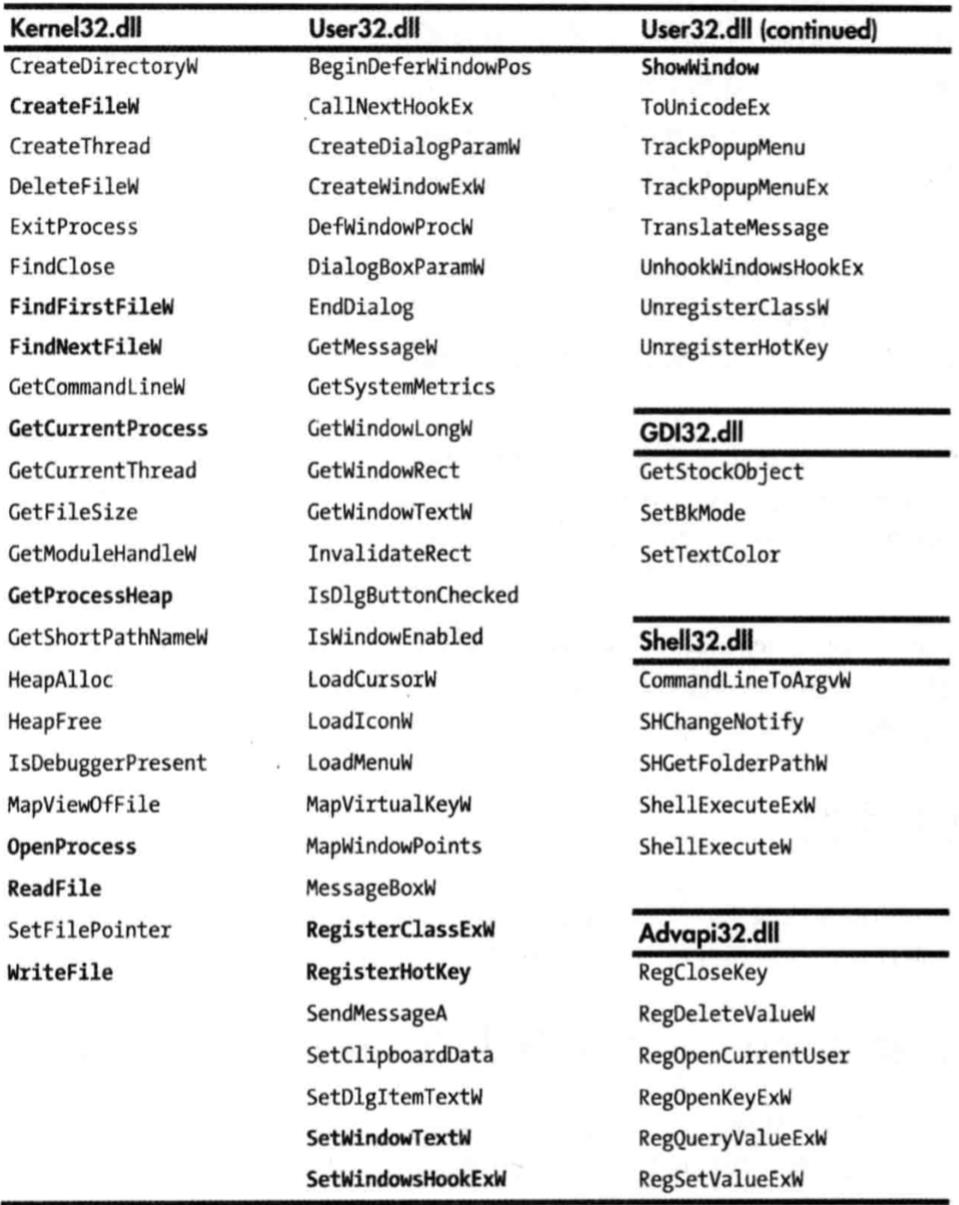 Kernel32.dll
CreateDirectoryW
CreateFileW
CreateThread
DeleteFileW
ExitProcess
FindClose
FindFirstFileW
FindNextFileW
GetCommandLineW
GetCurrentProcess
GetCurrentThread
GetFileSize
GetModuleHandleW
GetProcessHeap
GetShortPathNameW
HeapAlloc
HeapFree
IsDebuggerPresent
MapViewOfFile
OpenProcess
ReadFile
SetFilePointer
WriteFile
User32.dll
BeginDeferWindowPos
CallNextHookEx
CreateDialogParamW
CreateWindowExW
DefWindowProcW
DialogBoxParamW
EndDialog
GetMessageW
GetSystemMetrics
GetWindowLongW
GetWindowRect
GetWindowTextW
InvalidateRect
IsDlgButtonChecked
IsWindowEnabled
LoadCursorW
LoadIconW
LoadMenuW
MapVirtualKeyW
MapWindowPoints
MessageBoxW
RegisterClassExW
RegisterHotKey
SendMessageA
SetClipboardData
SetDlgItemTextW
SetWindowTextW
SetWindowsHookExW
User32.dll (continued)
ShowWindow
ToUnicodeEx
TrackPopupMenu
TrackPopupMenuEx
TranslateMessage
UnhookWindowsHookEx
UnregisterClassW
UnregisterHotKey
GDI32.dll
GetStockObject
SetBkMode
SetTextColor
Shell32.dll
CommandLineToArgvW
SHChangeNotify
SHGetFolderPathW
ShellExecuteExW
ShellExecuteW
Advapi32.dll
RegCloseKey
RegDeleteValueW
RegOpenCurrentUser
RegOpenKeyExW
RegQueryValueExW
RegSetValueExW